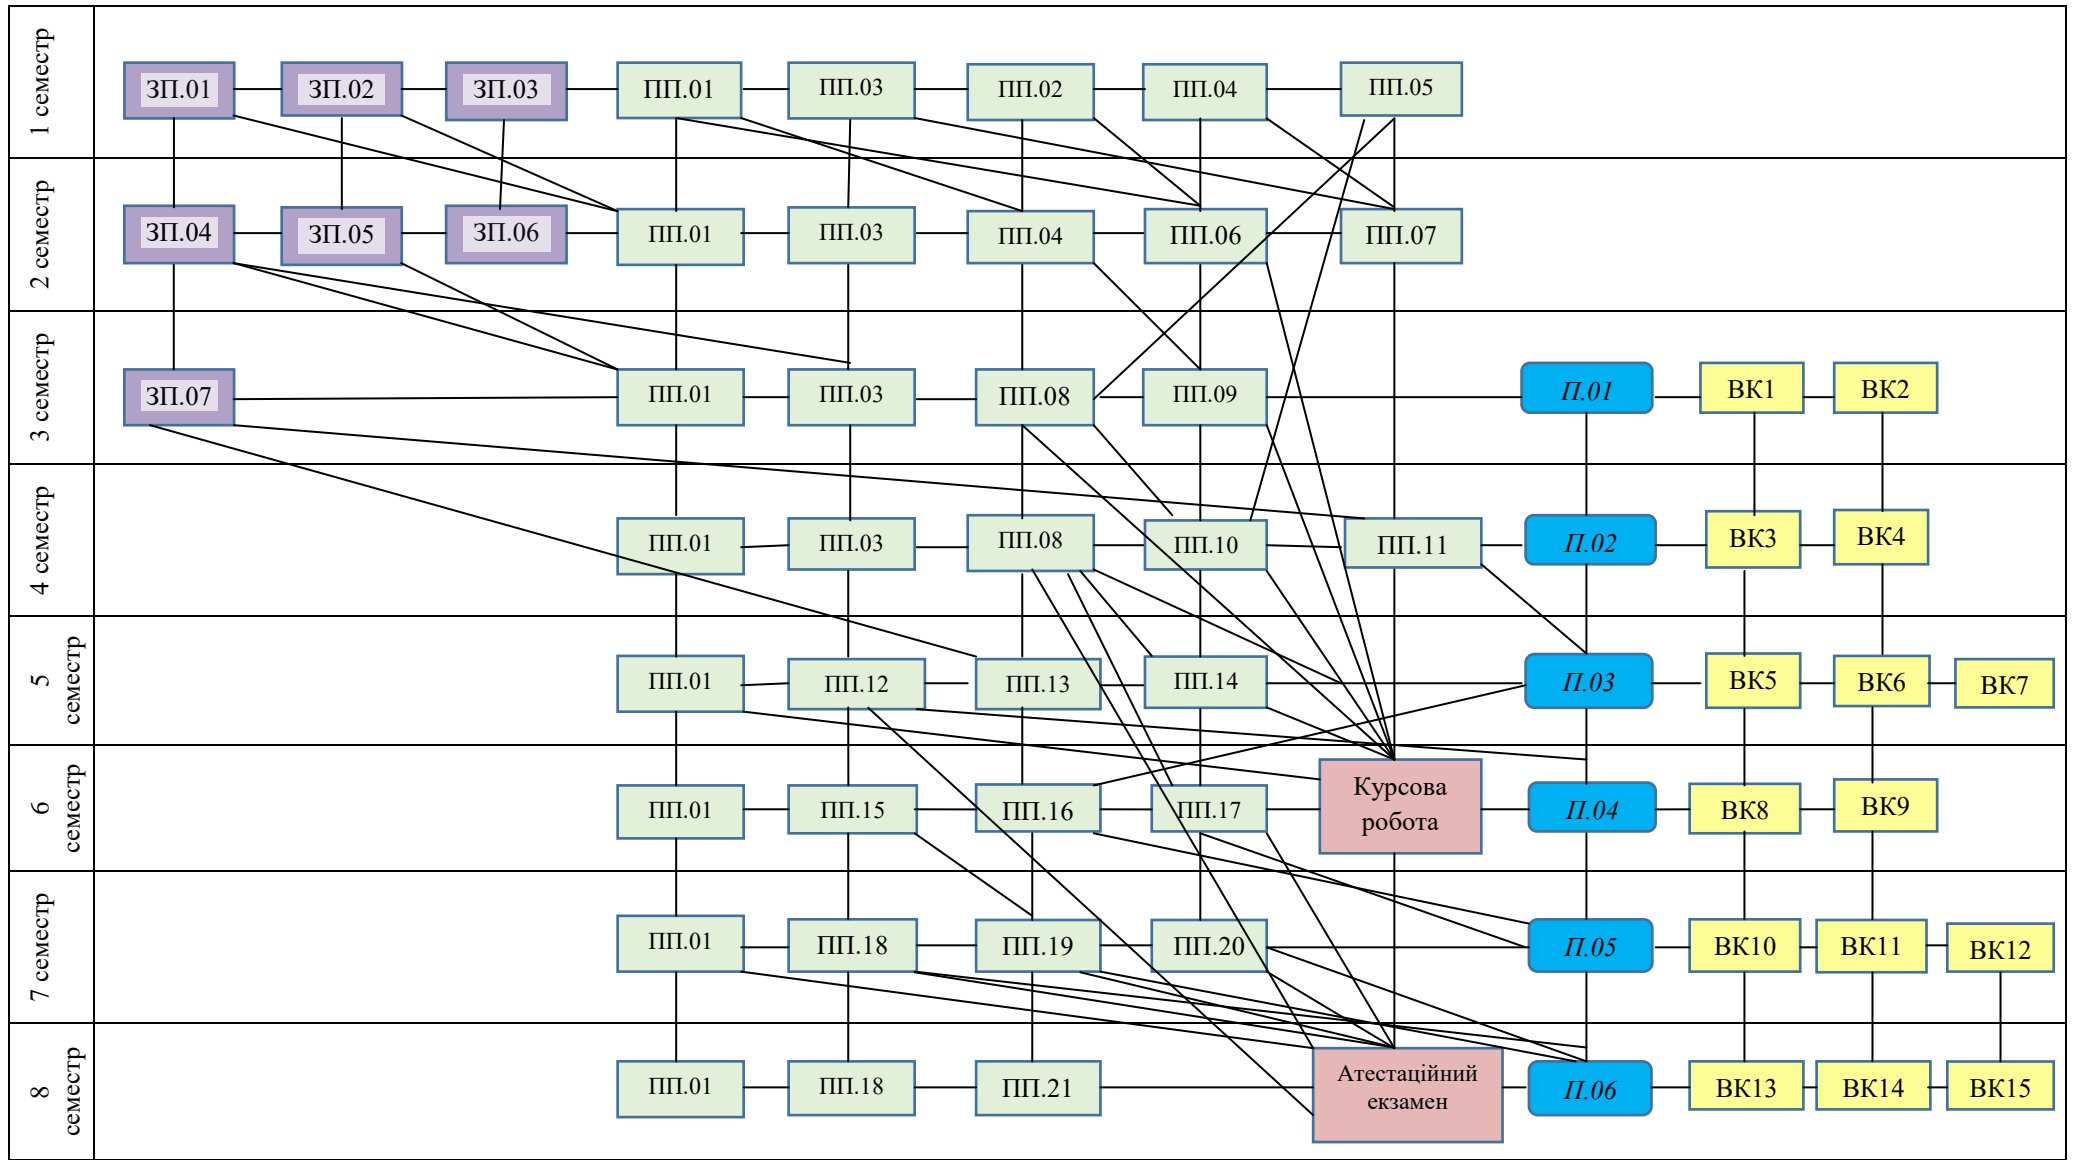 1 семестр
ЗП.01
ЗП.02
ЗП.03
ПП.01
ПП.03
ПП.02
ПП.04
ПП.05
2 семестр
ЗП.04
ЗП.05
ЗП.06
ПП.01
ПП.03
ПП.04
ПП.06
ПП.07
3 семестр
ЗП.07
ПП.01
ПП.03
ПП.08
ПП.09
П.01
ВК1
ВК2
4 семестр
ПП.01
ПП.03
ПП.08
ПП.10
ПП.11
П.02
ВК3
ВК4
5
семестр
ПП.01
ПП.12
ПП.13
ПП.14
П.03
ВК5
ВК6
ВК7
6
семестр
ПП.01
ПП.15
ПП.16
ПП.17
Курсова
робота
П.04
ВК8
ВК9
7 семестр
ПП.01
ПП.18
ПП.19
ПП.20
П.05
ВК10
ВК11
ВК12
8
семестр
ПП.01
ПП.18
ПП.21
Атестаційний
екзамен
П.06
ВК13
ВК14
ВК15